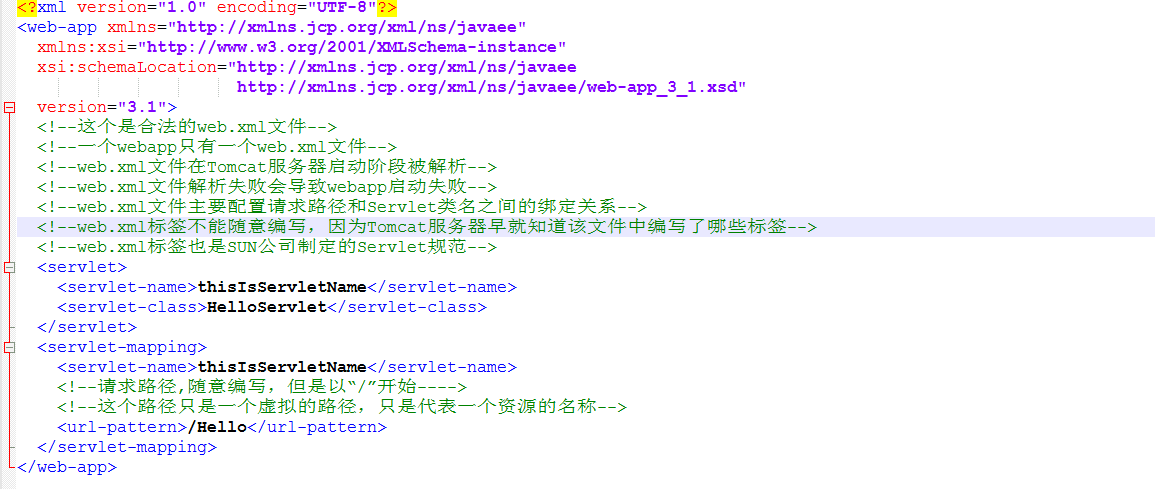 <?xml version="1.0" encoding="UTF-8"?>
<web-app xmlns="http://xmlns.jcp.org/xml/ns/javaee"
xmlns:xsi="http://www.w3.org/2001/XMLSchema-instance"
xsi:schemaLocation="http://xmlns.jcp.org/xml/ns/javaee
http://xmlns.jcp.org/xml/ns/javaee/web-app_3_1.xsd"
version="3.1">
<!--这个是合法的web.xml文件-->
<!--一个webapp只有一个web.xml文件-->
<!--web.xml文件在Tomcat服务器启动阶段被解析-->
<!--web.xml文件解析失败会导致webapp启动失败-->
<!--web.xml文件主要配置请求路径和Servlet类名之间的绑定关系-->
<!--web.xml标签不能随意编写，因为Tomcat服务器早就知道该文件中编写了哪些标签-->
<!--web.xml标签也是SUN公司制定的Servlet规范-->
<servlet>
<servlet-name>thisIsServletName</servlet-name>
<servlet-class>HelloServlet</servlet-class>
</servlet>
<servlet-mapping>
<servlet-name>thisIsServletName</servlet-name>
<!--请求路径,随意编写，但是以“/”开始---->
<!--这个路径只是一个虚拟的路径，只是代表一个资源的名称-->
<url-pattern>/Hello</url-pattern>
</servlet-mapping>
</web-app>